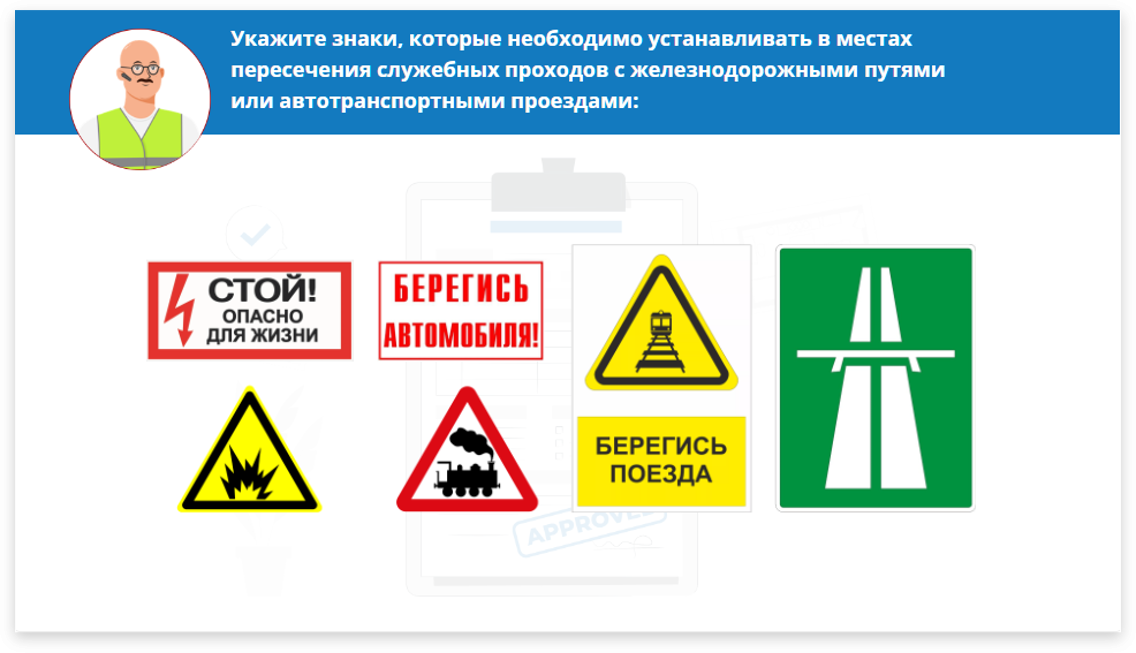 Укажите знаки, которые необходимо устанавливать в местах
пересечения служебных проходов с железнодорожными путями
или автотранспортными проездами:
СТОЙ!
ОПАСНО
ДЛЯ ЖИЗНИ
БЕРЕГИСЬ
АВТОМОБИЛЯ!
БЕРЕГИСЬ
ПОЕЗДА
APPROVED